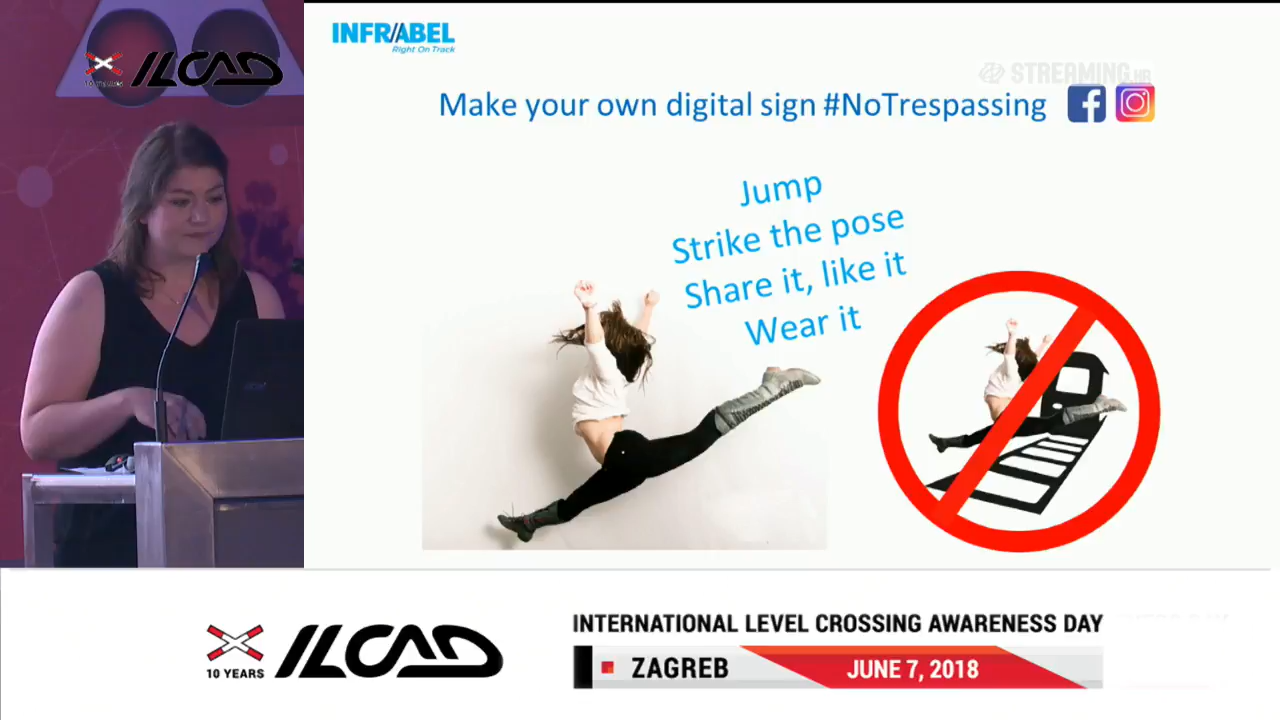 ILCAD
INFRABEL
Right On Track
STREAMING.HR
Make your own digital sign #NoTrespassing
Jump
Strike the pose
Share it, like it
Wear it
10 YEARS
ILCAD
INTERNATIONAL LEVEL CROSSING AWARENESS DAY
ZAGREB
JUNE 7, 2018